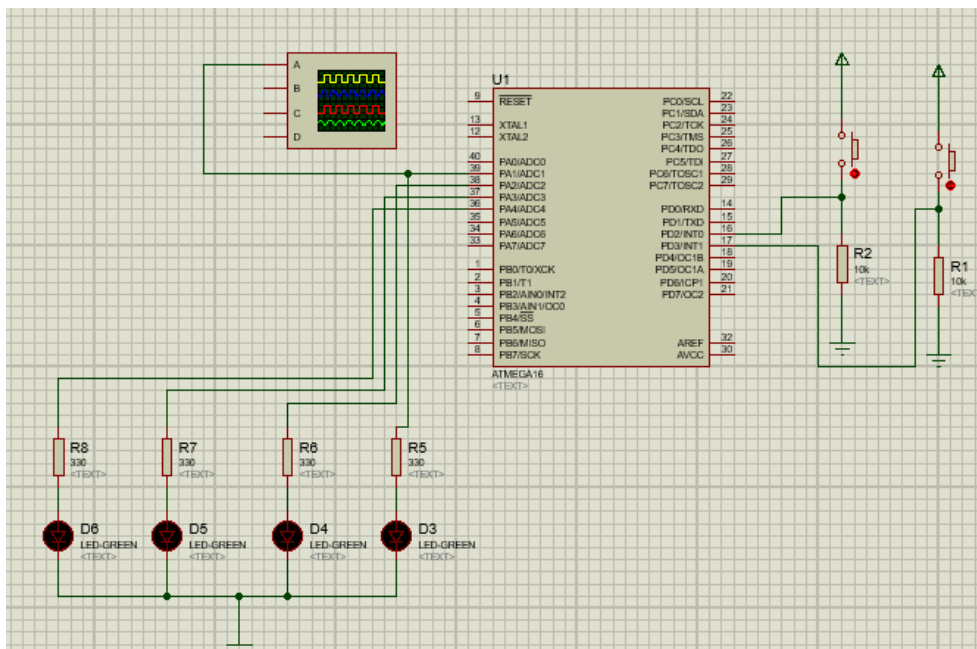 A
B
C
D
U1
9
RESET
13
XTAL1
12
XTAL2
40
PA0/ADC0
39
PA1/ADC1
38
PA2/ADC2
37
PA3/ADC3
36
PA4/ADC4
35
PA5/ADC5
34
PA6/ADC6
33
PA7/ADC7
1
PB0/T0/XCK
2
PB1/T1
3
PB2/AIN0/INT2
4
PB3/AIN1/OC0
5
PB4/SS
6
PB5/MOSI
7
PB6/MISO
8
PB7/SCK
PC0/SCL
22
PC1/SDA
23
PC2/TCK
24
PC3/TMS
25
PC4/TDO
26
PC5/TDI
27
PC6/TOSC1
28
PC7/TOSC2
29
PD0/RXD
14
PD1/TXD
15
PD2/INT0
16
PD3/INT1
17
PD4/OC1B
18
PD5/OC1A
19
PD6/ICP1
20
PD7/OC2
21
AREF
32
AVCC
30
ATMEGA16
<TEXT>
R2
10k
<TEXT>
R1
10k
<TEX
R8
330
<TEXT>
R7
330
<TEXT>
R6
330
<TEXT>
R5
330
<TEXT>
D6
LED-GREEN
<TEXT>
D5
LED-GREEN
<TEXT>
D4
LED-GREEN
<TEXT>
D3
LED-GREEN
<TEXT>